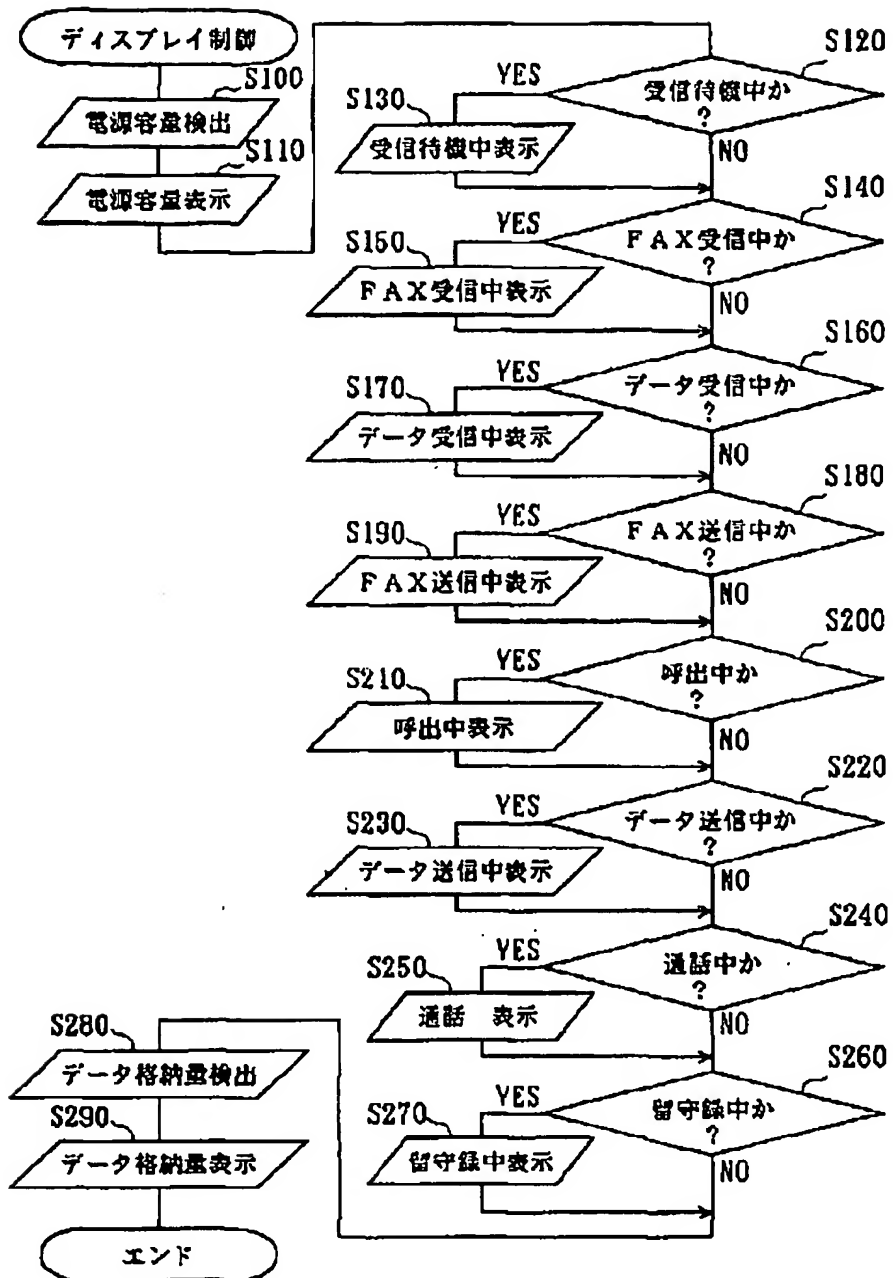 ディスプレイ制御
S100
電源容量検出
S110
電源容量表示
S120
受信待機中か
?
YES
NO
S130
受信待機中表示
S140
FAX受信中か
?
YES
NO
S150
FAX受信中表示
S160
データ受信中か
?
YES
NO
S170
データ受信中表示
S180
FAX送信中か
?
YES
NO
S190
FAX送信中表示
S200
呼出中か
?
YES
NO
S210
呼出中表示
S220
データ送信中か
?
YES
NO
S230
データ送信中表示
S240
通話中か
?
YES
NO
S250
通話 表示
S260
留守録中か
?
YES
NO
S270
留守録中表示
S280
データ格納量検出
S290
データ格納量表示
エンド